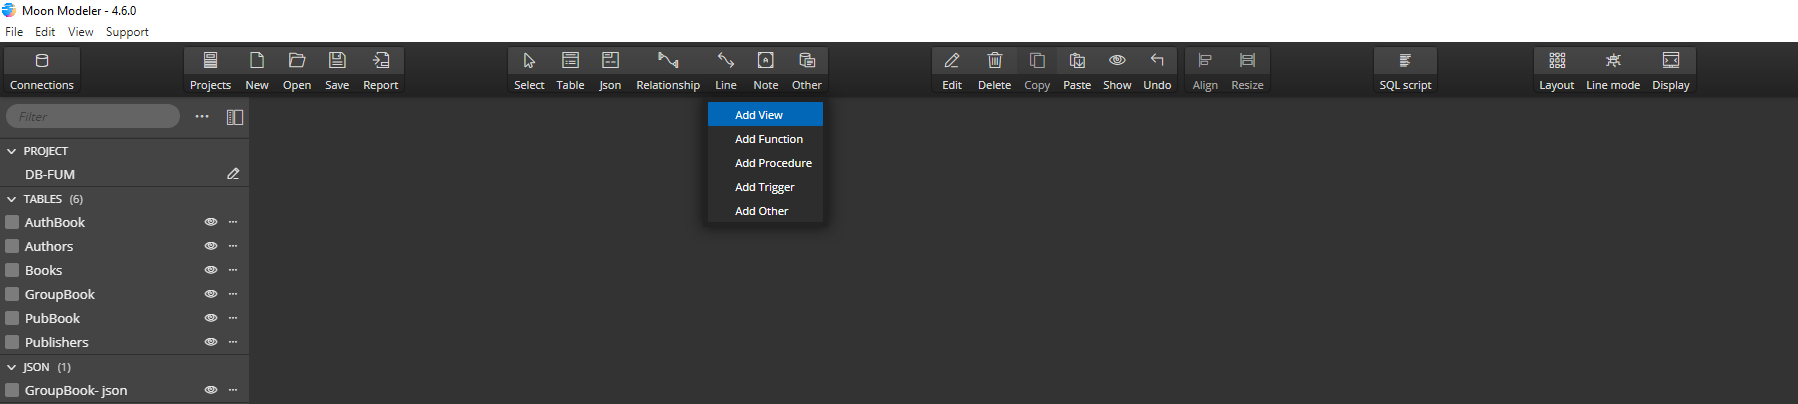 Moon Modeler - 4.6.0
File Edit View Support
Connections Projects New Open Save Report Select Table Json Relationship Line Note Other Edit Delete Copy Paste Show Undo Align Resize SQL script Layout Line mode Display
Filter
Add View
Add Function
Add Procedure
Add Trigger
Add Other
PROJECT
DB-FUM
TABLES (6)
AuthBook
Authors
Books
GroupBook
PubBook
Publishers
JSON (1)
GroupBook- json